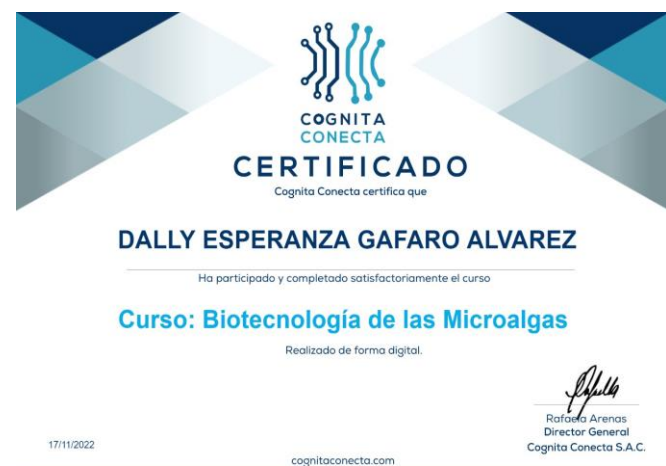 COGNITA
CONECTA
CERTIFICADO
Cognita Conecta certifica que
DALLY ESPERANZA GAFARO ALVAREZ
Ha participado y completado satisfactoriamente el curso
Curso: Biotecnología de las Microalgas
Realizado de forma digital.
Rafaela Arenas
Director General
Cognita Conecta S.A.C.
17/11/2022
cognitaconecta.com